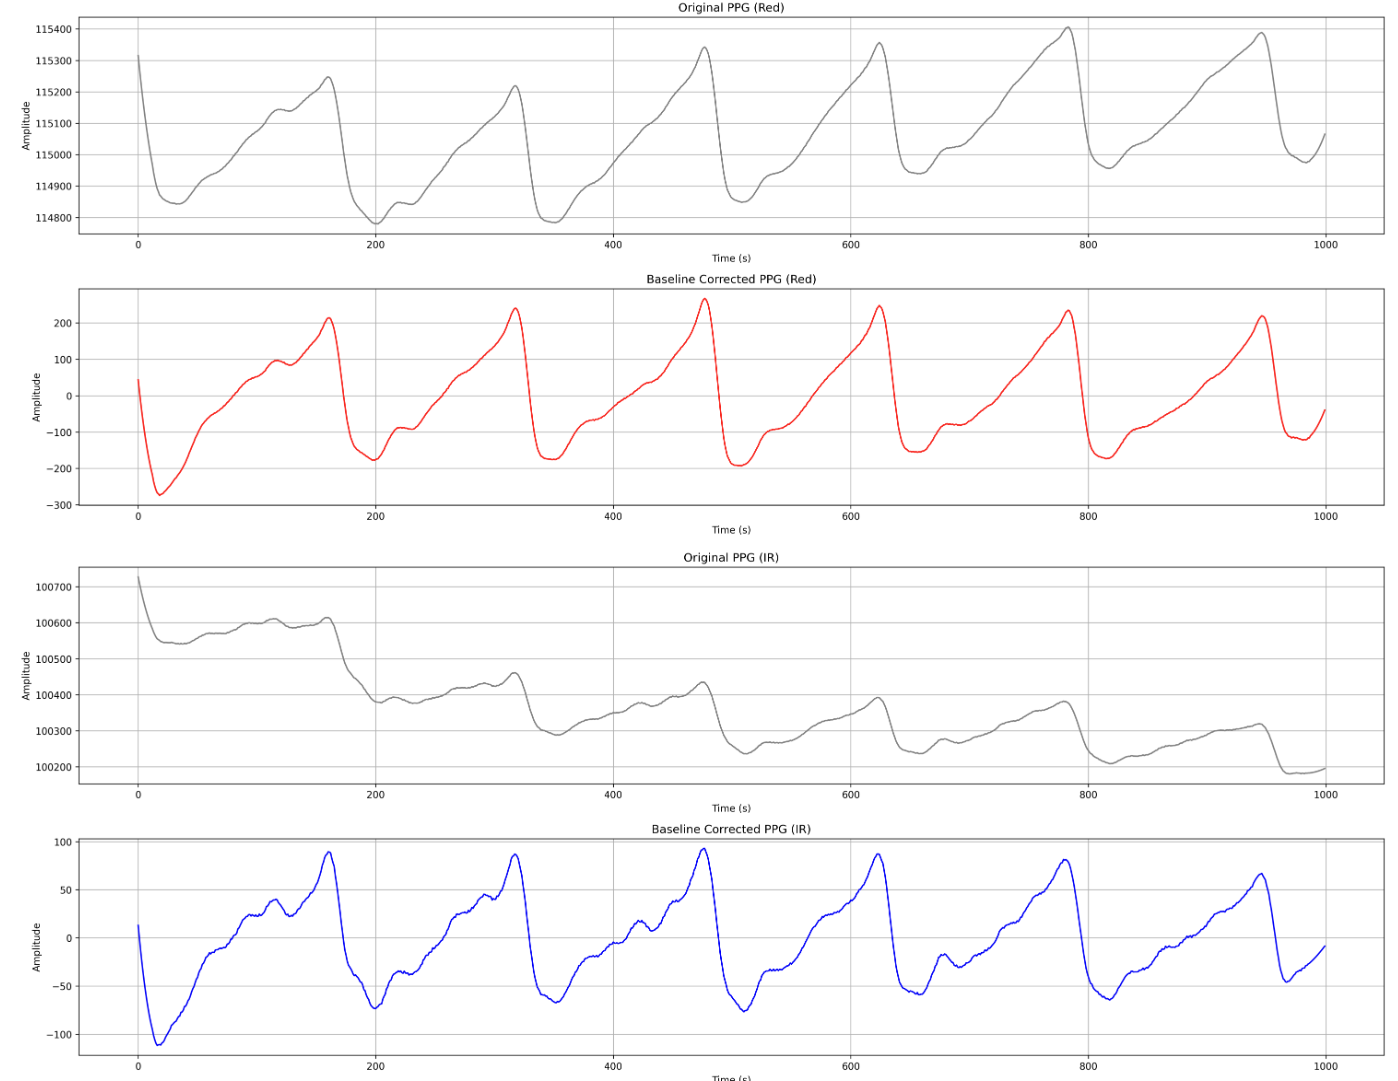 Original PPG (Red)
115400
115300
115200
115100
115000
114900
114800
Amplitude
0 200 400 600 800 1000
Time (s)
Baseline Corrected PPG (Red)
200
100
0
−100
−200
−300
Amplitude
0 200 400 600 800 1000
Time (s)
Original PPG (IR)
100700
100600
100500
100400
100300
100200
Amplitude
0 200 400 600 800 1000
Time (s)
Baseline Corrected PPG (IR)
100
50
0
−50
−100
Amplitude
0 200 400 600 800 1000
Time (s)